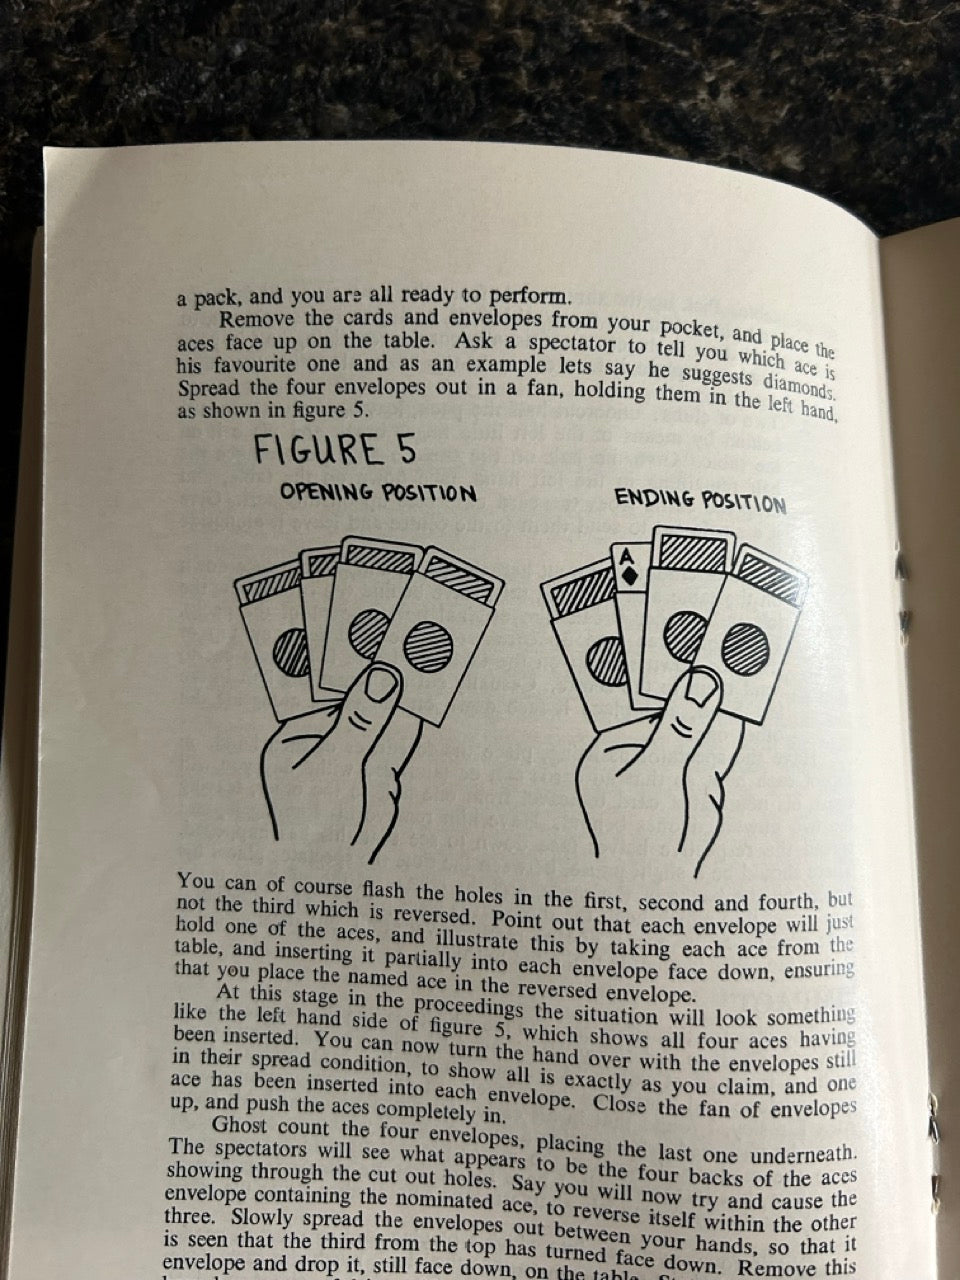 a pack, and you are all ready to perform.
Remove the cards and envelopes from your pocket, and place the
aces face up on the table. Ask a spectator to tell you which ace is
his favourite one and as an example lets say he suggests diamonds.
Spread the four envelopes out in a fan, holding them in the left hand,
as shown in figure 5.
FIGURE 5
OPENING POSITION
ENDING POSITION
A
You can of course flash the holes in the first, second and fourth, but
not the third which is reversed. Point out that each envelope will just
hold one of the aces, and illustrate this by taking each ace from the
table, and inserting it partially into each envelope face down, ensuring
that you place the named ace in the reversed envelope.
At this stage in the proceedings the situation will look something
like the left hand side of figure 5, which shows all four aces having
been inserted. You can now turn the hand over with the envelopes still
in their spread condition, to show all is exactly as you claim, and one
ace has been inserted into each envelope. Close the fan of envelopes
up, and push the aces completely in.
Ghost count the four envelopes, placing the last one underneath.
The spectators will see what appears to be the four backs of the aces
showing through the cut out holes. Say you will now try and cause the
envelope containing the nominated ace, to reverse itself within the other
three. Slowly spread the envelopes out between your hands, so that it
is seen that the third from the top has turned face down. Remove this
envelope and drop it, still face down, on the table.